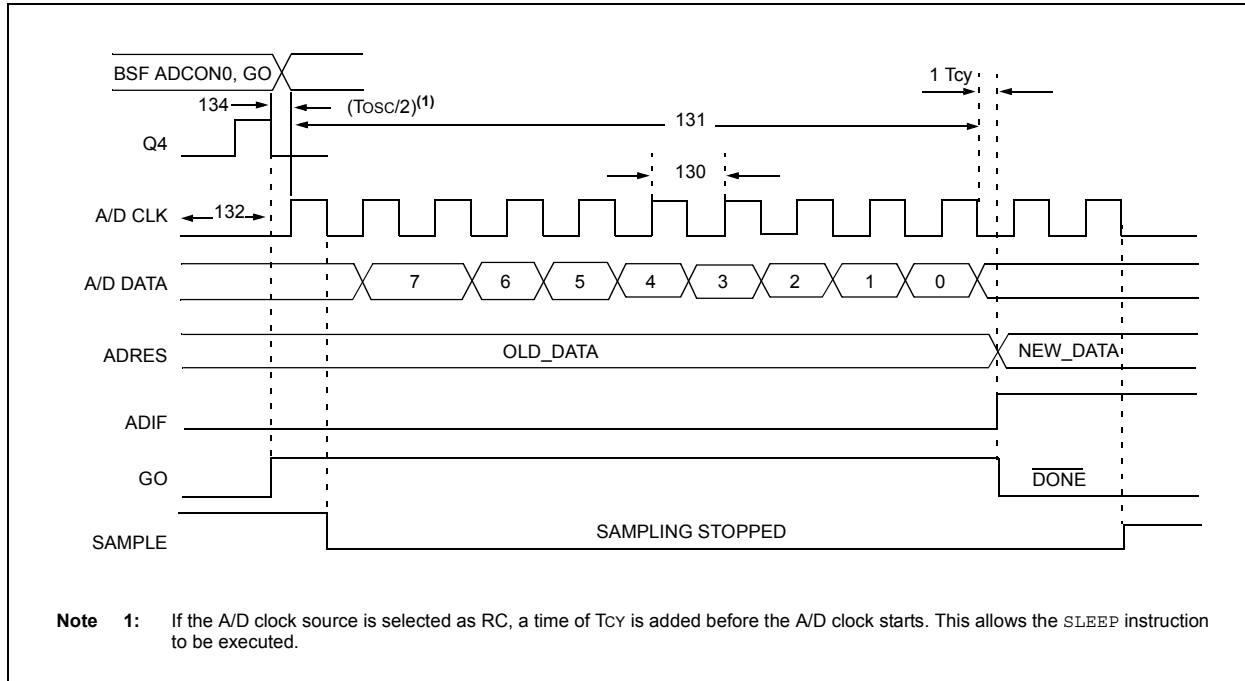 BSF ADCON0, GO
1 TCY
134
(TOSC/2)(1)
131
Q4
130
A/D CLK
132
A/D DATA
7 6 5 4 3 2 1 0
ADRES
OLD_DATA
NEW_DATA
ADIF
GO
DONE
SAMPLE
SAMPLING STOPPED
Note 1: If the A/D clock source is selected as RC, a time of TCY is added before the A/D clock starts. This allows the SLEEP instruction
to be executed.